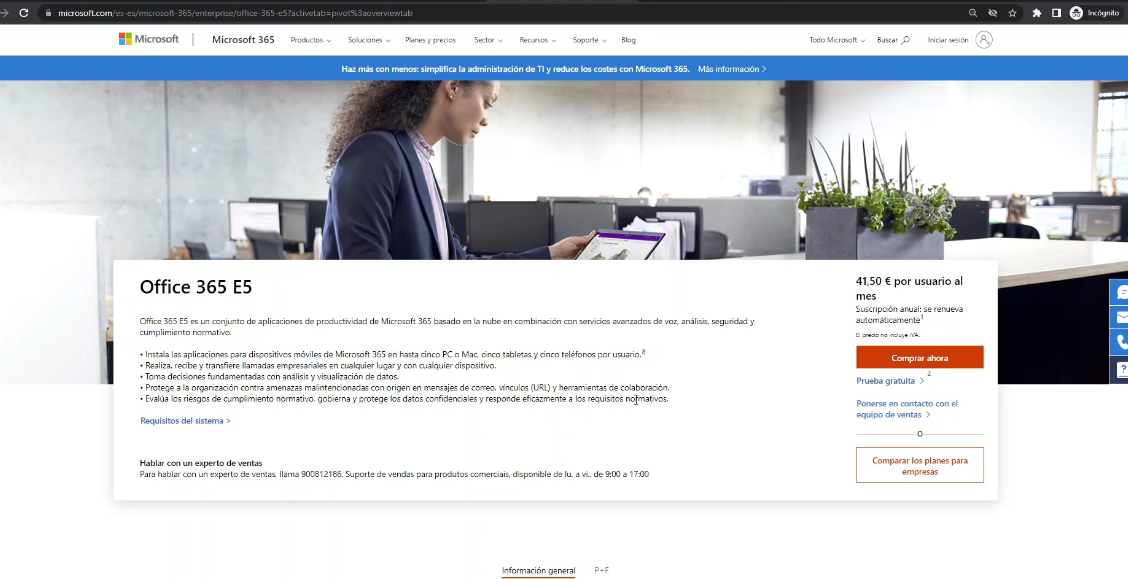 microsoft.com/es-es/microsoft-365/enterprise/office-365-e5?activetab=pivot%3aoverviewtab
Incógnito
Microsoft
Microsoft 365
Productos
Soluciones
Planes y precios
Sector
Recursos
Soporte
Blog
Todo Microsoft
Buscar
Iniciar sesión
Haz más con menos: simplifica la administración de TI y reduce los costes con Microsoft 365. Más información >
Office 365 E5
Office 365 E5 es un conjunto de aplicaciones de productividad de Microsoft 365 basado en la nube en combinación con servicios avanzados de voz, análisis, seguridad y
cumplimiento normativo.
• Instala las aplicaciones para dispositivos móviles de Microsoft 365 en hasta cinco PC o Mac, cinco tabletas y cinco teléfonos por usuario.
• Realiza, recibe y transfiere llamadas empresariales en cualquier lugar y con cualquier dispositivo.
• Toma decisiones fundamentadas con análisis y visualización de datos.
• Protege a la organización contra amenazas malintencionadas con origen en mensajes de correo, vínculos (URL) y herramientas de colaboración.
• Evalúa los riesgos de cumplimiento normativo, gobierna y protege los datos confidenciales y responde eficazmente a los requisitos normativos.
Requisitos del sistema >
Hablar con un experto de ventas
Para hablar con un experto de ventas, llama 900812186. Suporte de vendas para produtos comerciais, disponible de lu. a vi., de 9:00 a 17:00
41,50 € por usuario al
mes
Suscripción anual: se renueva
automáticamente1
El precio no incluye IVA.
Comprar ahora
Prueba gratuita > 2
Ponerse en contacto con el
equipo de ventas >
O
Comparar los planes para
empresas
Información general
P+F